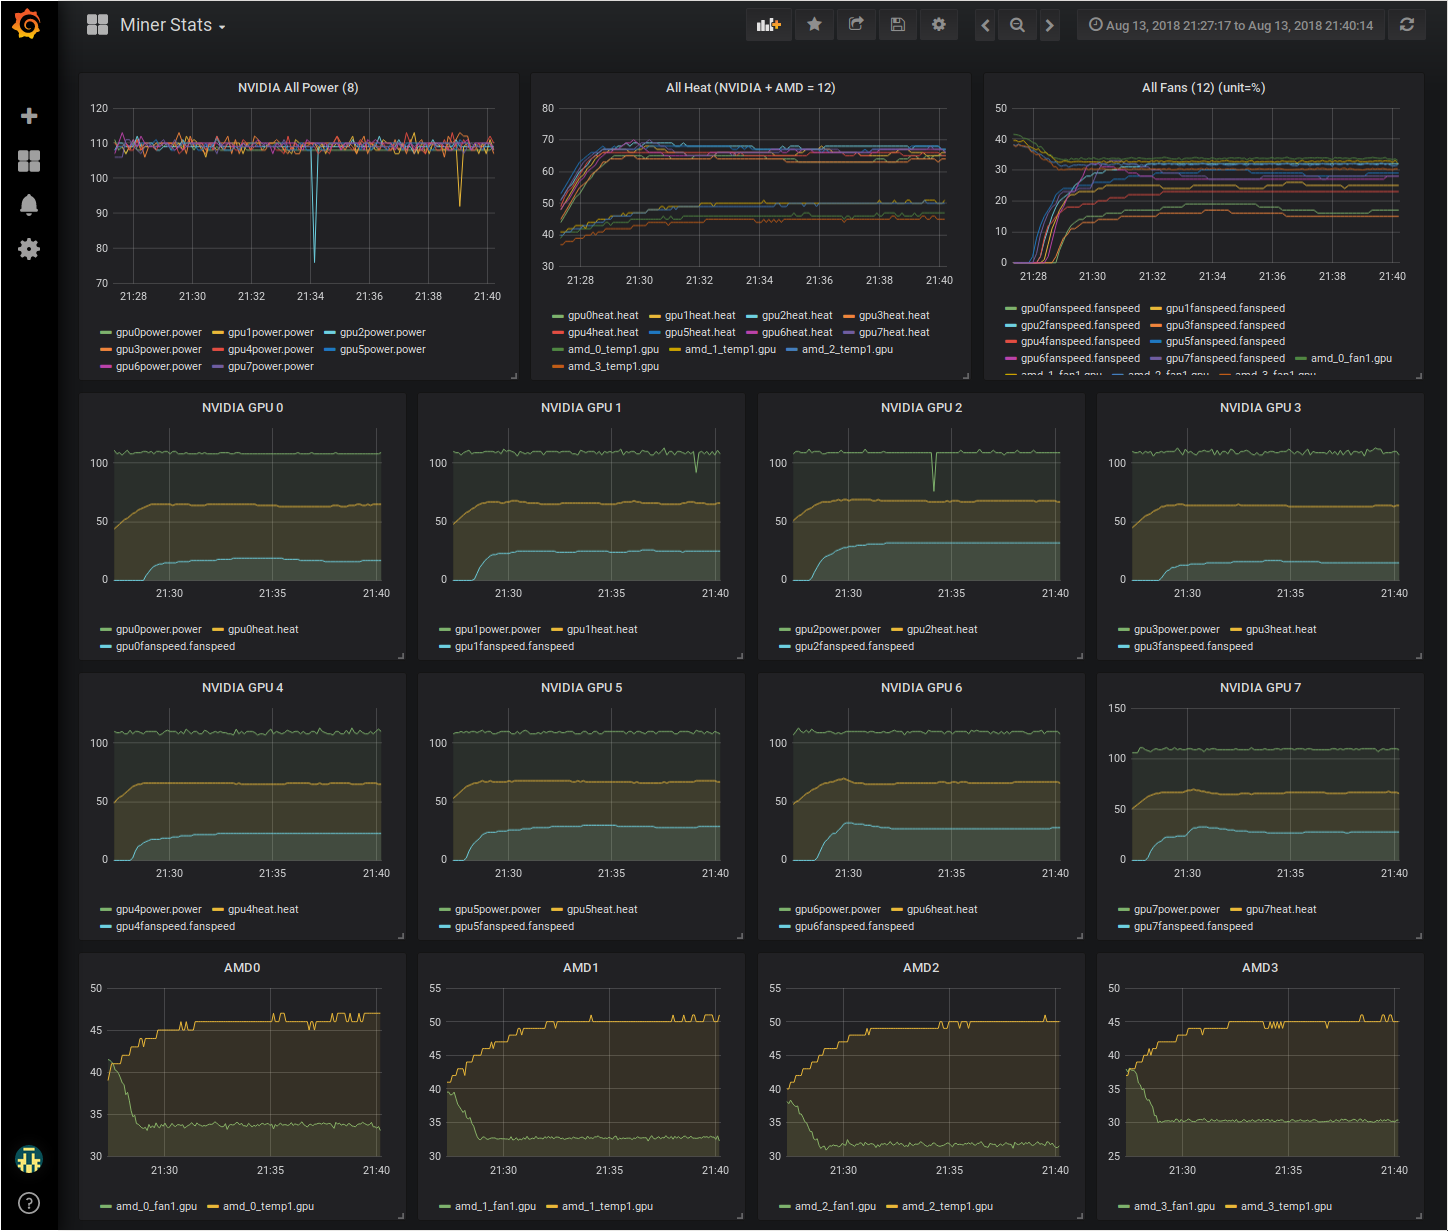 Miner Stats
Aug 13, 2018 21:27:17 to Aug 13, 2018 21:40:14
NVIDIA All Power (8)
120
110
100
90
80
70
21:28 21:30 21:32 21:34 21:36 21:38 21:40
gpu0power.power gpu1power.power gpu2power.power
gpu3power.power gpu4power.power gpu5power.power
gpu6power.power gpu7power.power
All Heat (NVIDIA + AMD = 12)
80
70
60
50
40
30
21:28 21:30 21:32 21:34 21:36 21:38 21:40
gpu0heat.heat gpu1heat.heat gpu2heat.heat gpu3heat.heat
gpu4heat.heat gpu5heat.heat gpu6heat.heat gpu7heat.heat
amd_0_temp1.gpu amd_1_temp1.gpu amd_2_temp1.gpu
amd_3_temp1.gpu
All Fans (12) (unit=%)
50
40
30
20
10
0
21:28 21:30 21:32 21:34 21:36 21:38 21:40
gpu0fanspeed.fanspeed gpu1fanspeed.fanspeed
gpu2fanspeed.fanspeed gpu3fanspeed.fanspeed
gpu4fanspeed.fanspeed gpu5fanspeed.fanspeed
gpu6fanspeed.fanspeed gpu7fanspeed.fanspeed amd_0_fan1.gpu
amd_1_fan1.gpu amd_2_fan1.gpu amd_3_fan1.gpu
NVIDIA GPU 0
100
50
0
21:30 21:35 21:40
gpu0power.power gpu0heat.heat
gpu0fanspeed.fanspeed
NVIDIA GPU 1
100
50
0
21:30 21:35 21:40
gpu1power.power gpu1heat.heat
gpu1fanspeed.fanspeed
NVIDIA GPU 2
100
50
0
21:30 21:35 21:40
gpu2power.power gpu2heat.heat
gpu2fanspeed.fanspeed
NVIDIA GPU 3
100
50
0
21:30 21:35 21:40
gpu3power.power gpu3heat.heat
gpu3fanspeed.fanspeed
NVIDIA GPU 4
100
50
0
21:30 21:35 21:40
gpu4power.power gpu4heat.heat
gpu4fanspeed.fanspeed
NVIDIA GPU 5
100
50
0
21:30 21:35 21:40
gpu5power.power gpu5heat.heat
gpu5fanspeed.fanspeed
NVIDIA GPU 6
100
50
0
21:30 21:35 21:40
gpu6power.power gpu6heat.heat
gpu6fanspeed.fanspeed
NVIDIA GPU 7
150
100
50
0
21:30 21:35 21:40
gpu7power.power gpu7heat.heat
gpu7fanspeed.fanspeed
AMD0
50
45
40
35
30
21:30 21:35 21:40
amd_0_fan1.gpu amd_0_temp1.gpu
AMD1
55
50
45
40
35
30
21:30 21:35 21:40
amd_1_fan1.gpu amd_1_temp1.gpu
AMD2
55
50
45
40
35
30
21:30 21:35 21:40
amd_2_fan1.gpu amd_2_temp1.gpu
AMD3
50
45
40
35
30
25
21:30 21:35 21:40
amd_3_fan1.gpu amd_3_temp1.gpu